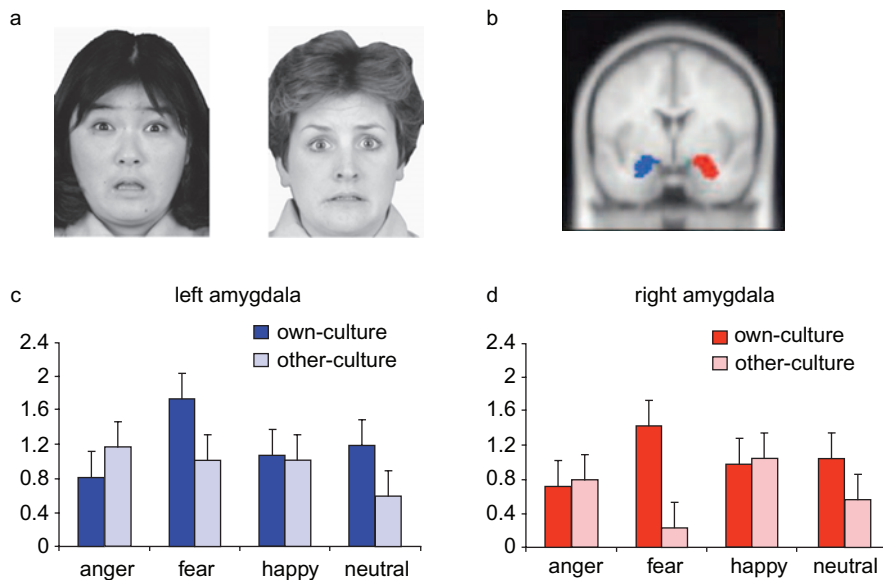 a
b
c
left amygdala
own-culture
other-culture
2.4
2
1.6
1.2
0.8
0.4
0
anger fear happy neutral
d
right amygdala
own-culture
other-culture
2.4
2
1.6
1.2
0.8
0.4
0
anger fear happy neutral